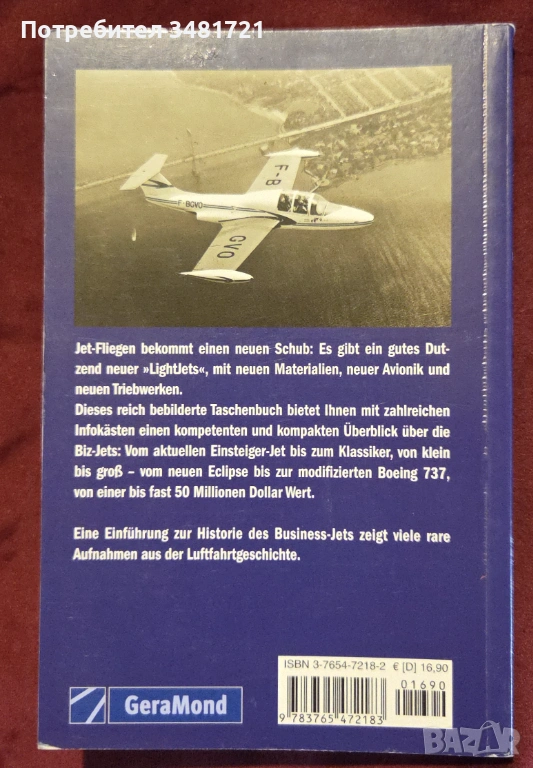 Потребител 3481721
F-B
F-BGVO
GVO
Jet-Fliegen bekommt einen neuen Schub: Es gibt ein gutes Dut-
zend neuer »LightJets«, mit neuen Materialien, neuer Avionik und
neuen Triebwerken.
Dieses reich bebilderte Taschenbuch bietet Ihnen mit zahlreichen
Infokästen einen kompetenten und kompakten Überblick über die
Biz-Jets: Vom aktuellen Einsteiger-Jet bis zum Klassiker, von klein
bis groß – vom neuen Eclipse bis zur modifizierten Boeing 737,
von einer bis fast 50 Millionen Dollar Wert.
Eine Einführung zur Historie des Business-Jets zeigt viele rare
Aufnahmen aus der Luftfahrtgeschichte.
ISBN 3-7654-7218-2 € [D] 16,90
01690
9 783765 472183
GeraMond
BAZAR